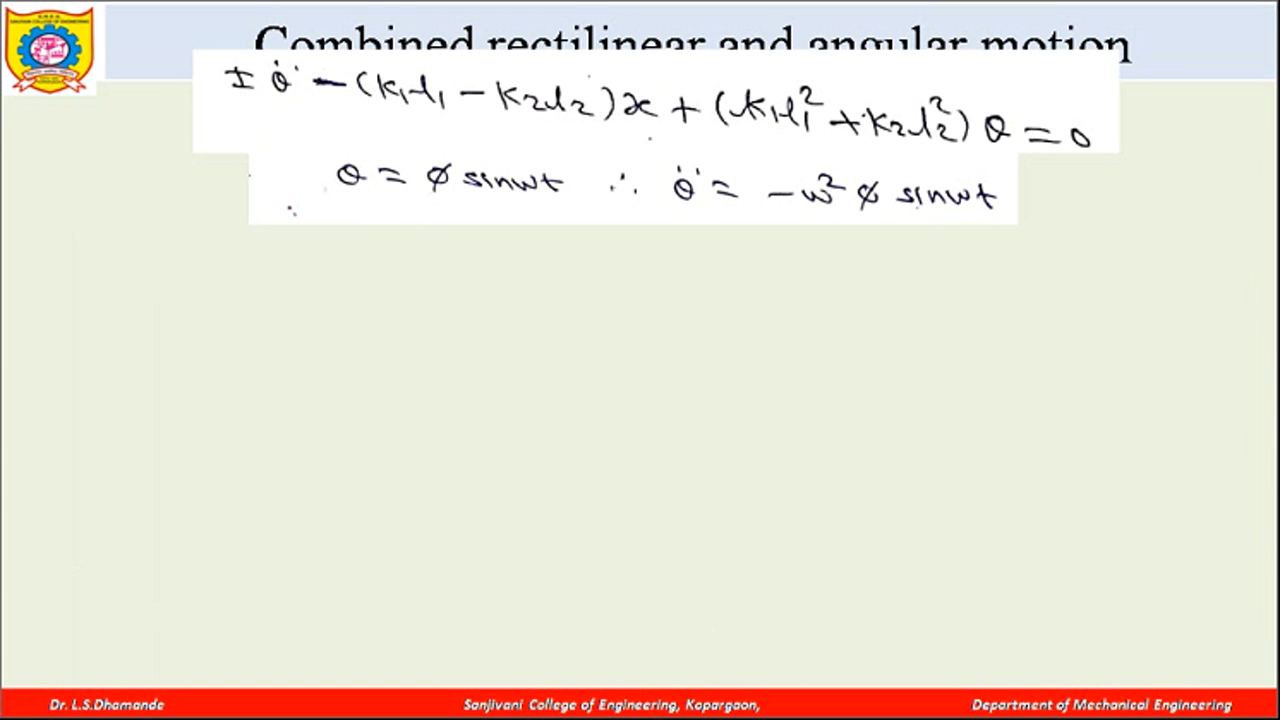 Combined rectilinear and angular motion
I θ̈ - (k₁l₁ - k₂l₂)x + (k₁l₁² + k₂l₂²) θ = 0
θ = φ sinωt ∴ θ̈ = -ω² φ sinωt
Dr. L.S.Dhamande Sanjivani College of Engineering, Kopargaon, Department of Mechanical Engineering